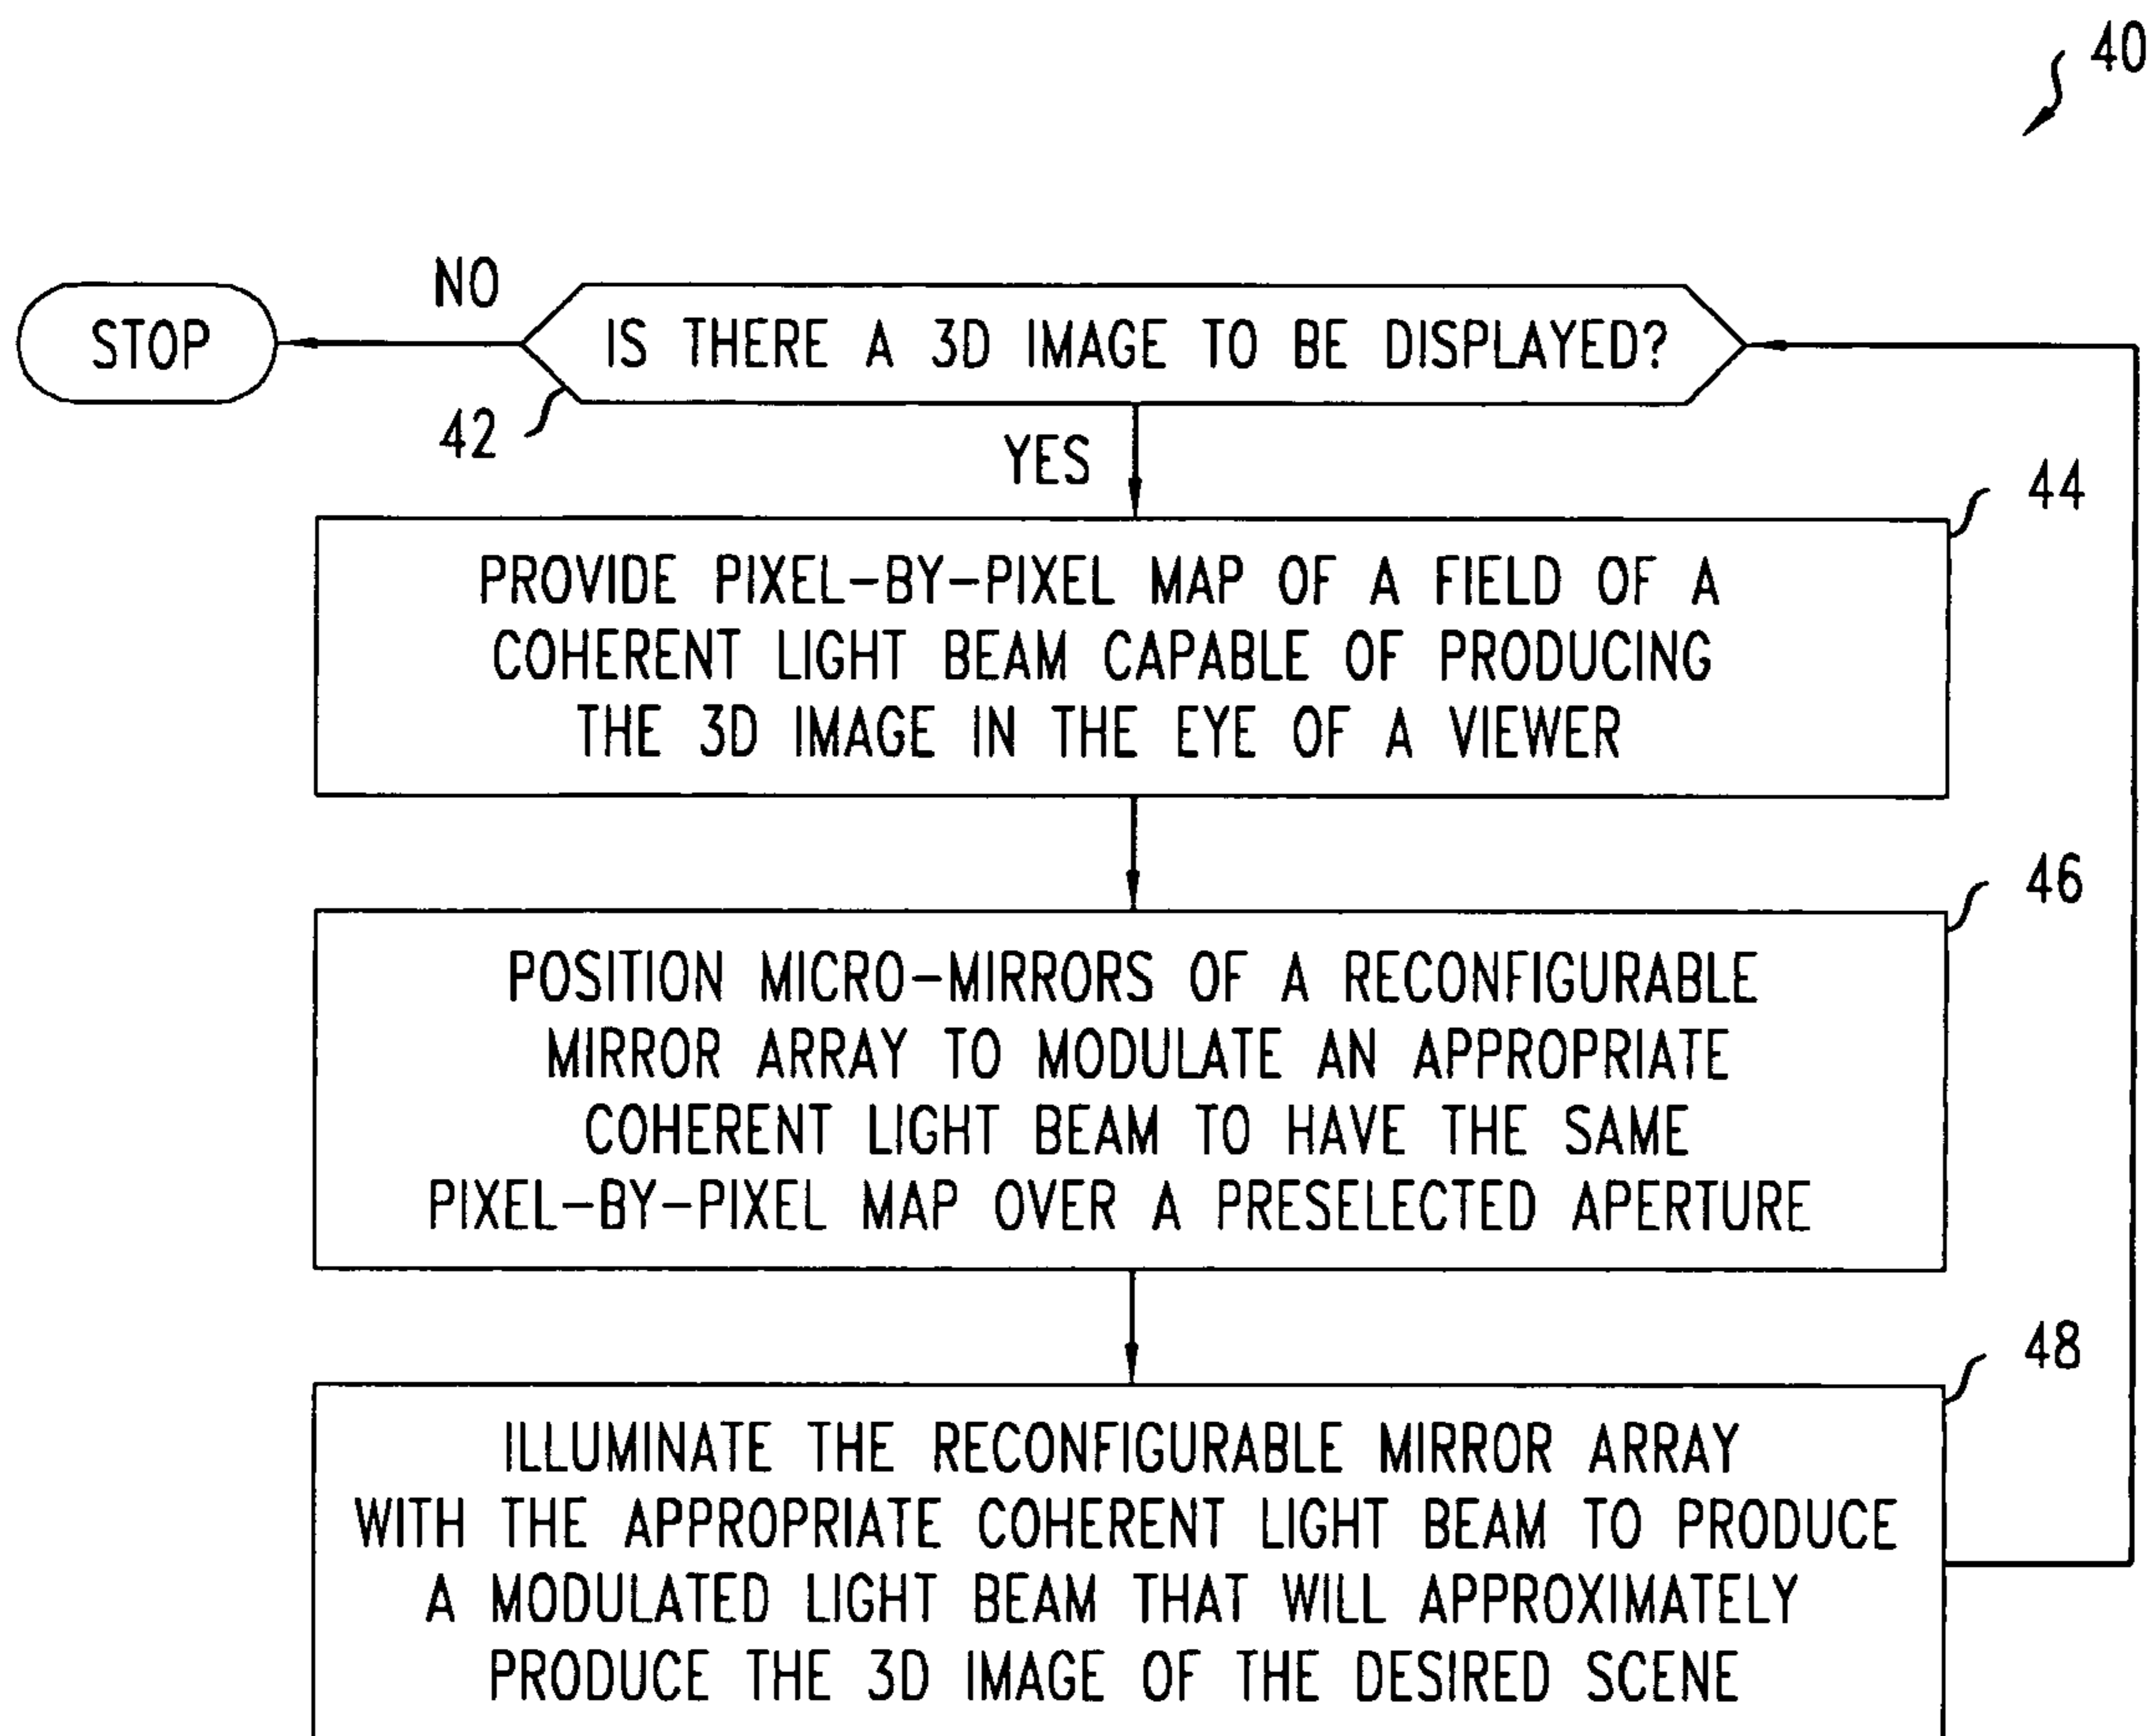 40
NO
STOP
IS THERE A 3D IMAGE TO BE DISPLAYED?
42
YES
44
PROVIDE PIXEL-BY-PIXEL MAP OF A FIELD OF A
COHERENT LIGHT BEAM CAPABLE OF PRODUCING
THE 3D IMAGE IN THE EYE OF A VIEWER
46
POSITION MICRO-MIRRORS OF A RECONFIGURABLE
MIRROR ARRAY TO MODULATE AN APPROPRIATE
COHERENT LIGHT BEAM TO HAVE THE SAME
PIXEL-BY-PIXEL MAP OVER A PRESELECTED APERTURE
48
ILLUMINATE THE RECONFIGURABLE MIRROR ARRAY
WITH THE APPROPRIATE COHERENT LIGHT BEAM TO PRODUCE
A MODULATED LIGHT BEAM THAT WILL APPROXIMATELY
PRODUCE THE 3D IMAGE OF THE DESIRED SCENE